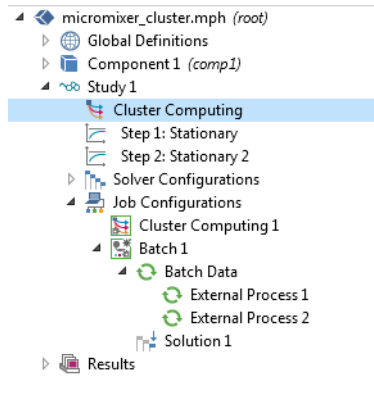 micromixer_cluster.mph (root)
Global Definitions
Component 1 (comp1)
Study 1
Cluster Computing
Step 1: Stationary
Step 2: Stationary 2
Solver Configurations
Job Configurations
Cluster Computing 1
Batch 1
Batch Data
External Process 1
External Process 2
Solution 1
Results